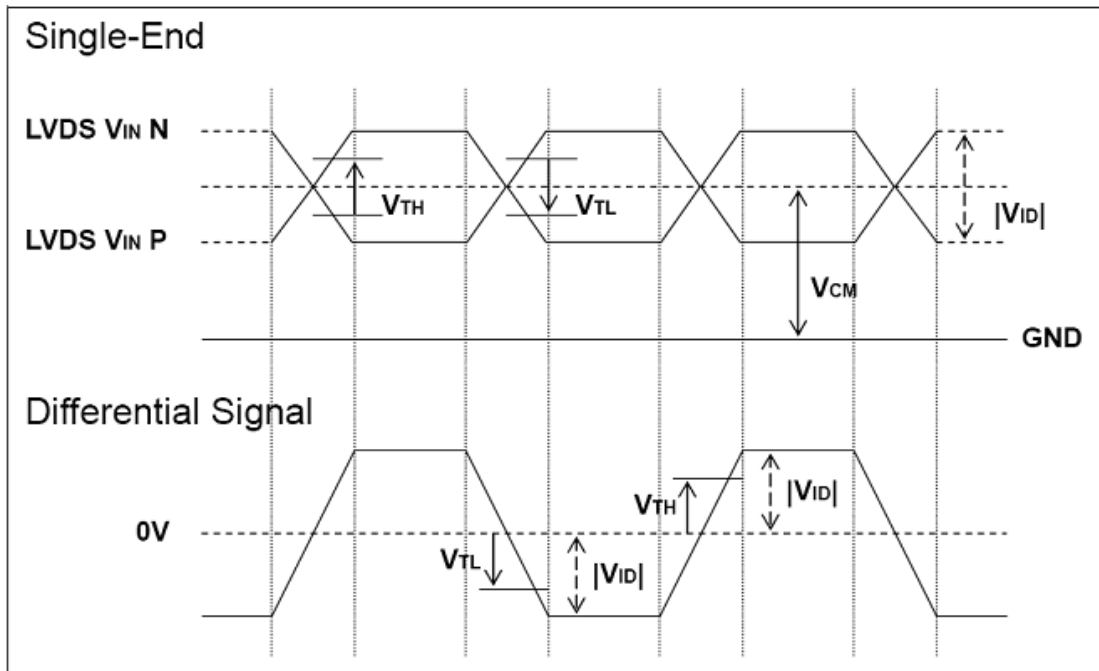 Single-End
LVDS VIN N
VTH
VTL
|VID|
LVDS VIN P
VCM
GND
Differential Signal
VTH
|VID|
0V
VTL
|VID|